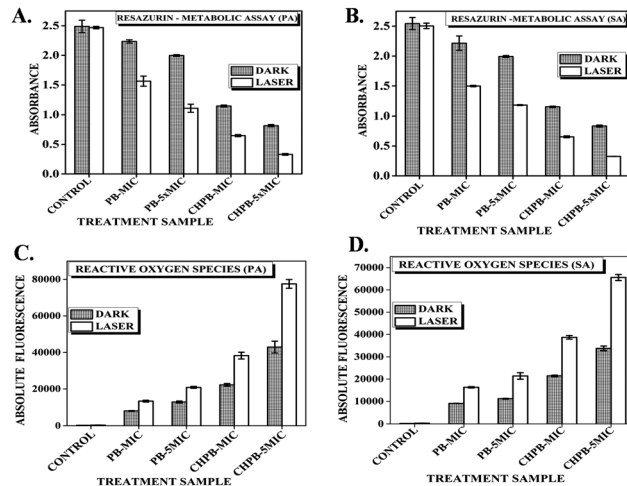 A.
RESAZURIN - METABOLIC ASSAY (PA)
ABSORBANCE
3.0
2.5
2.0
1.5
1.0
0.5
0.0
DARK
LASER
CONTROL
PB-MIC
PB-5xMIC
CHPB-MIC
CHPB-5xMIC
TREATMENT SAMPLE
B.
RESAZURIN -METABOLIC ASSAY (SA)
ABSORBANCE
3.0
2.5
2.0
1.5
1.0
0.5
0.0
DARK
LASER
CONTROL
PB-MIC
PB-5xMIC
CHPB-MIC
CHPB-5xMIC
TREATMENT SAMPLE
C.
REACTIVE OXYGEN SPECIES (PA)
ABSOLUTE FLUORESCENCE
80000
60000
40000
20000
0
DARK
LASER
CONTROL
PB-MIC
PB-5MIC
CHPB-MIC
CHPB-5MIC
TREATMENT SAMPLE
D.
REACTIVE OXYGEN SPECIES (SA)
ABSOLUTE FLUORESCENCE
70000
60000
50000
40000
30000
20000
10000
0
DARK
LASER
CONTROL
PB-MIC
PB-5MIC
CHPB-MIC
CHPB-5MIC
TREATMENT SAMPLE